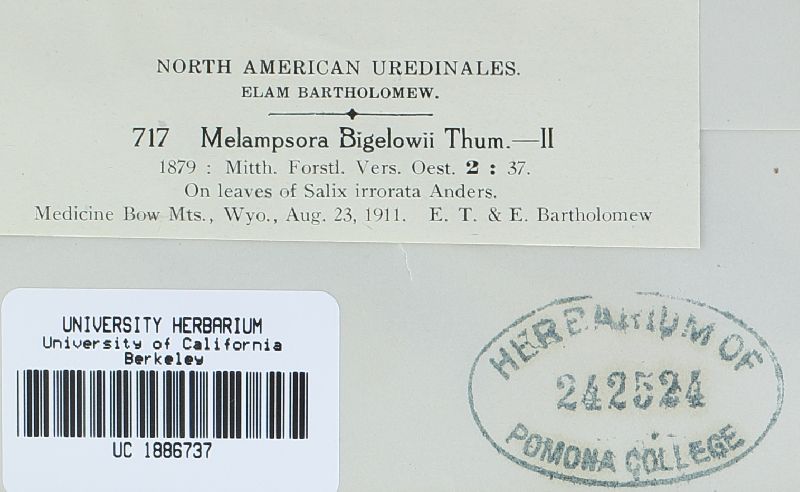 NORTH AMERICAN UREDINALES.
ELAM BARTHOLOMEW.
717 Melampsora Bigelowii Thum.—II
1879 : Mitth. Forstl. Vers. Oest. 2 : 37.
On leaves of Salix irrorata Anders.
Medicine Bow Mts., Wyo., Aug. 23, 1911. E. T. & E. Bartholomew
UNIVERSITY HERBARIUM
University of California
Berkeley
UC 1886737
HERBARIUM OF
242524
POMONA COLLEGE